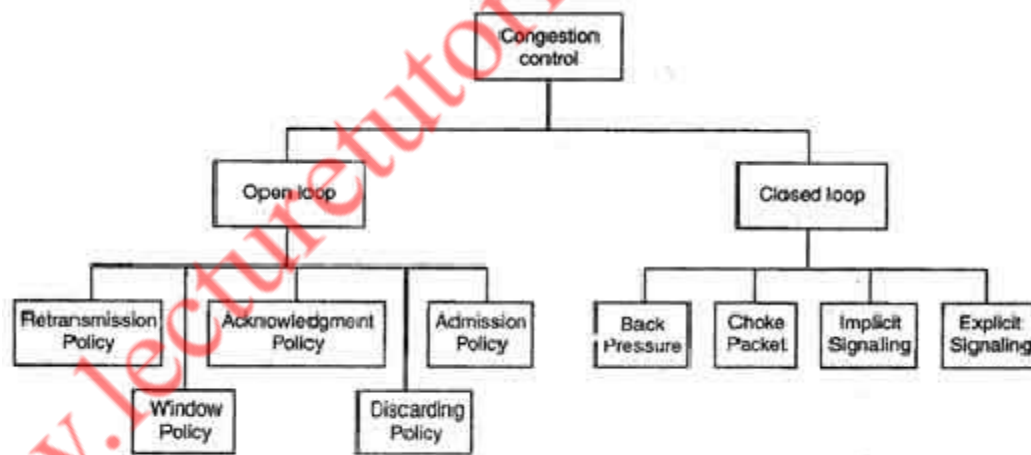 Congestion
control
Open loop
Closed loop
Retransmission
Policy
Acknowledgment
Policy
Admission
Policy
Back
Pressure
Choke
Packet
Implicit
Signaling
Explicit
Signaling
Window
Policy
Discarding
Policy
w.lecturetutori